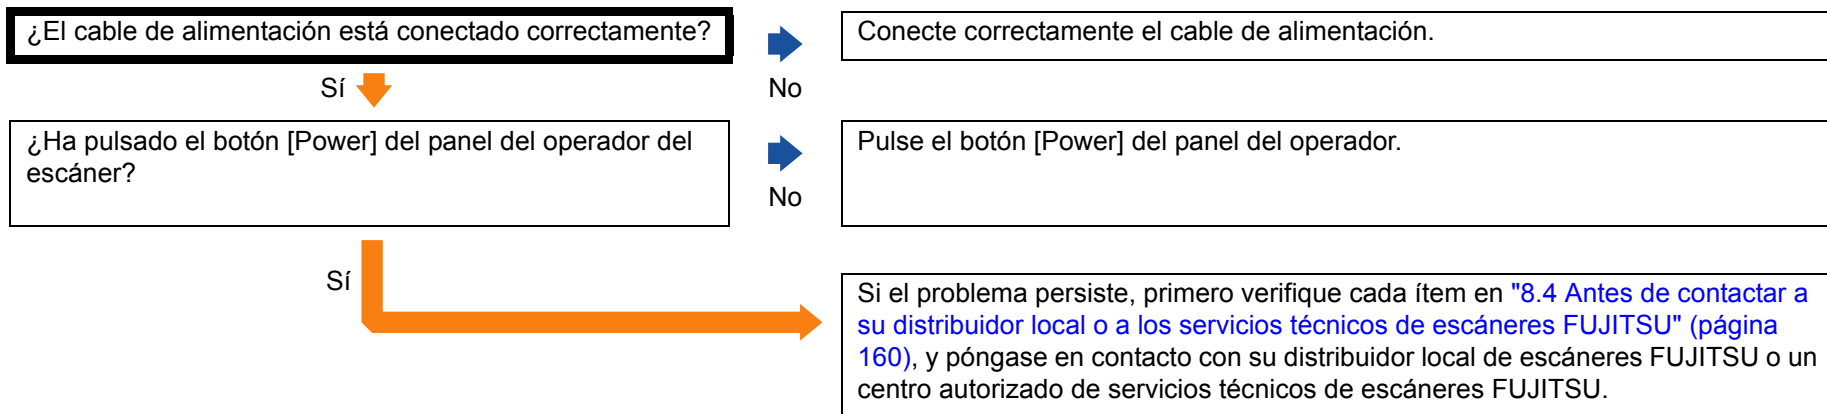 ¿El cable de alimentación está conectado correctamente?
Conecte correctamente el cable de alimentación.
Sí
No
¿Ha pulsado el botón [Power] del panel del operador del
escáner?
Pulse el botón [Power] del panel del operador.
No
Sí
Si el problema persiste, primero verifique cada ítem en "8.4 Antes de contactar a
su distribuidor local o a los servicios técnicos de escáneres FUJITSU" (página
160), y póngase en contacto con su distribuidor local de escáneres FUJITSU o un
centro autorizado de servicios técnicos de escáneres FUJITSU.